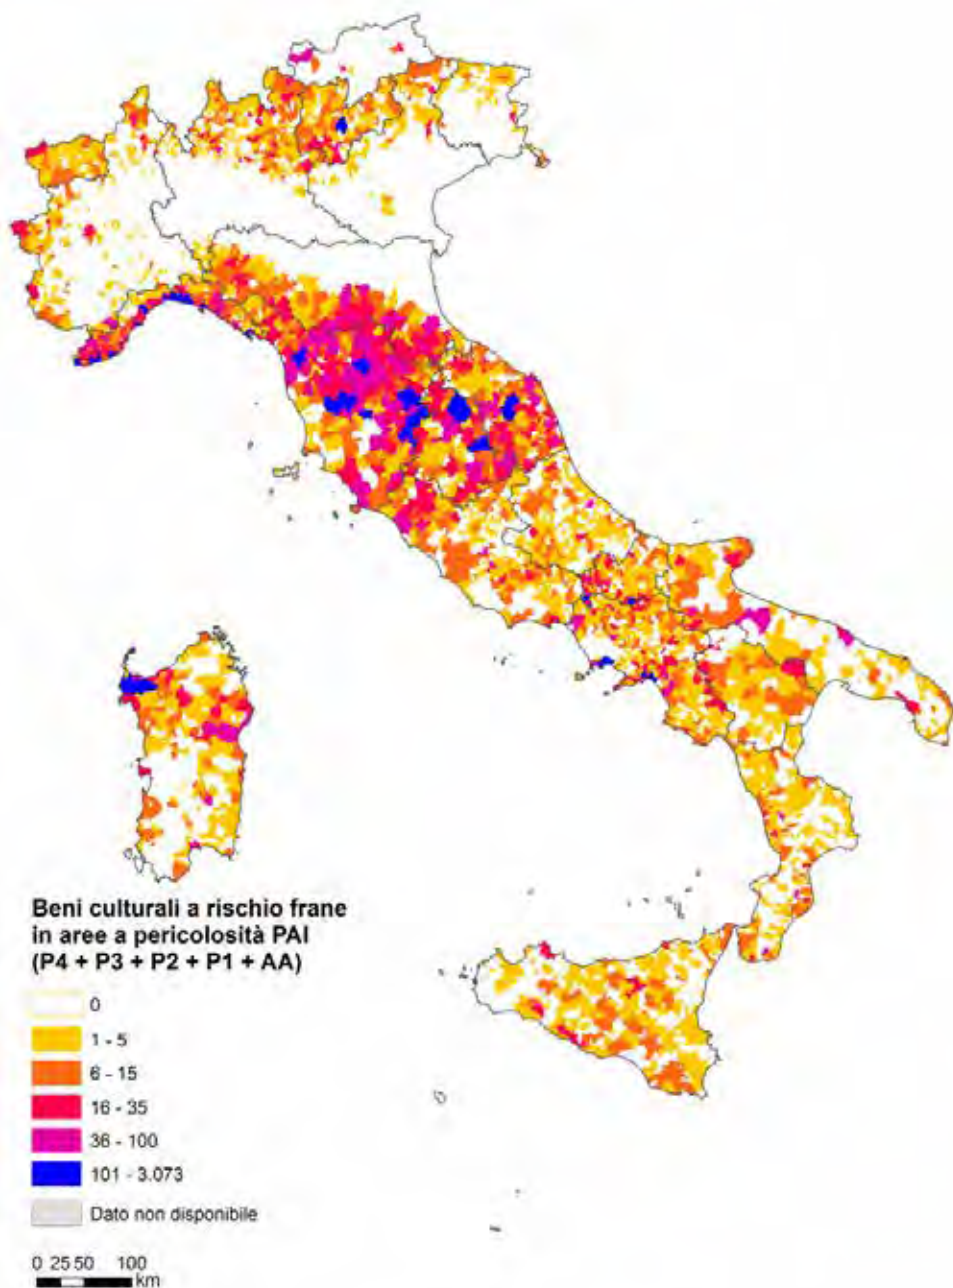 Beni culturali a rischio frane
in aree a pericolosità PAI
(P4 + P3 + P2 + P1 + AA)
0
1 - 5
6 - 15
16 - 35
36 - 100
101 - 3.073
Dato non disponibile
0 25 50 100
km